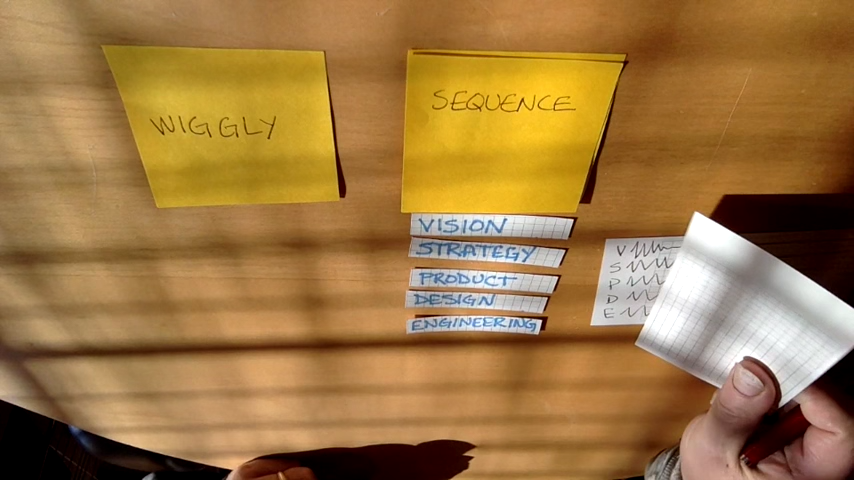 WIGGLY
SEQUENCE
VISION
STRATEGY
PRODUCT
DESIGN
ENGINEERING
V
S
P
D
E